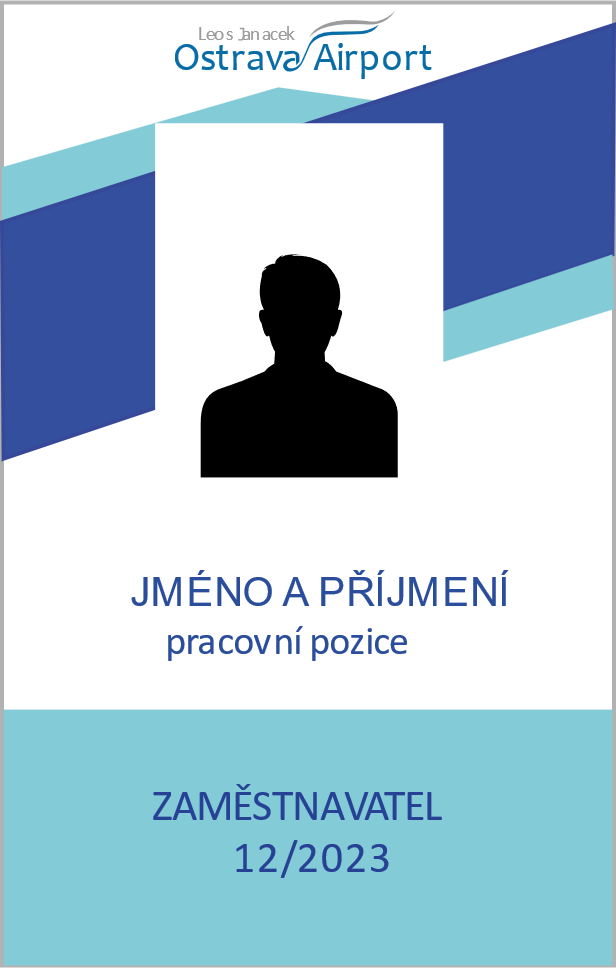 Leos Janacek
Ostrava Airport
JMÉNO A PŘÍJMENÍ
pracovní pozice
ZAMĚSTNAVATEL
12/2023